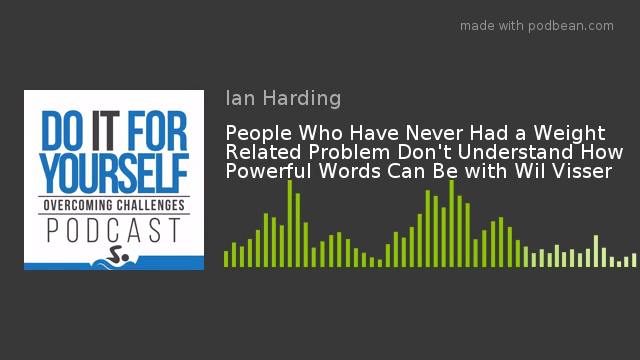 made with podbean.com
Ian Harding
People Who Have Never Had a Weight
Related Problem Don't Understand How
Powerful Words Can Be with Wil Visser
DO IT FOR
YOURSELF
OVERCOMING CHALLENGES
PODCAST